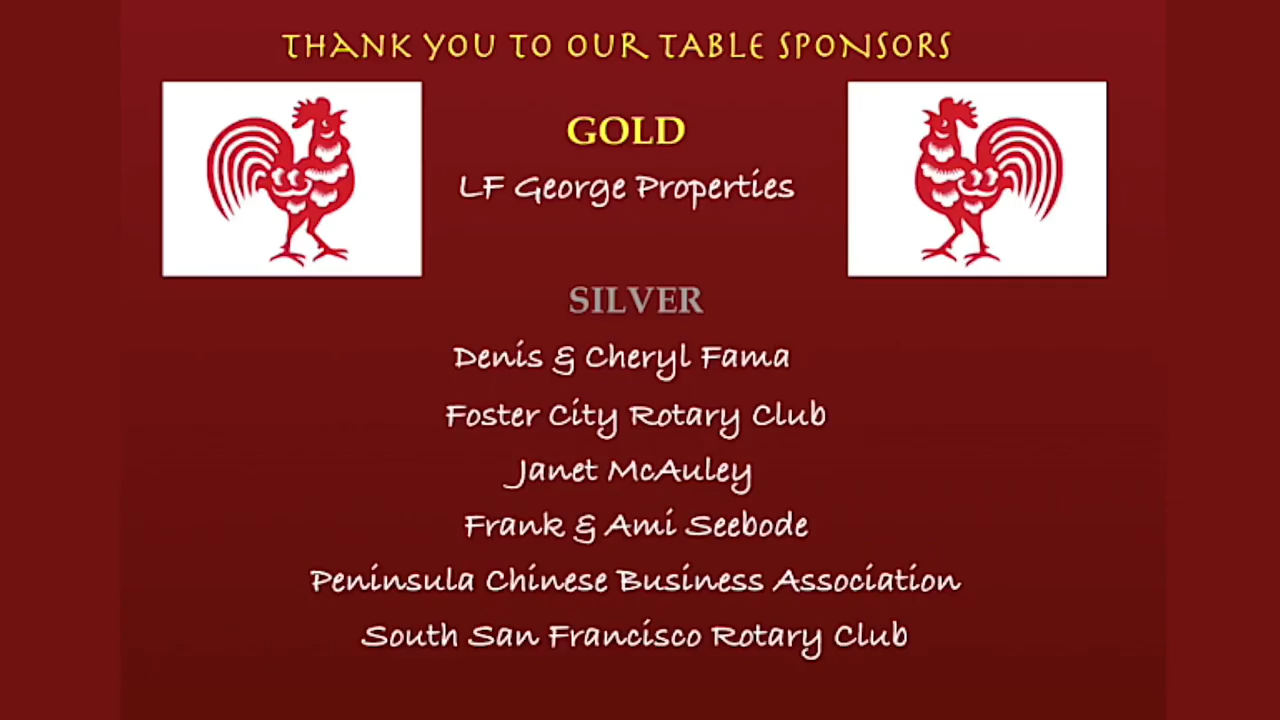 THANK YOU TO OUR TABLE SPONSORS
GOLD
LF George Properties
SILVER
Denis & Cheryl Fama
Foster City Rotary Club
Janet McAuley
Frank & Ami Seebode
Peninsula Chinese Business Association
South San Francisco Rotary Club